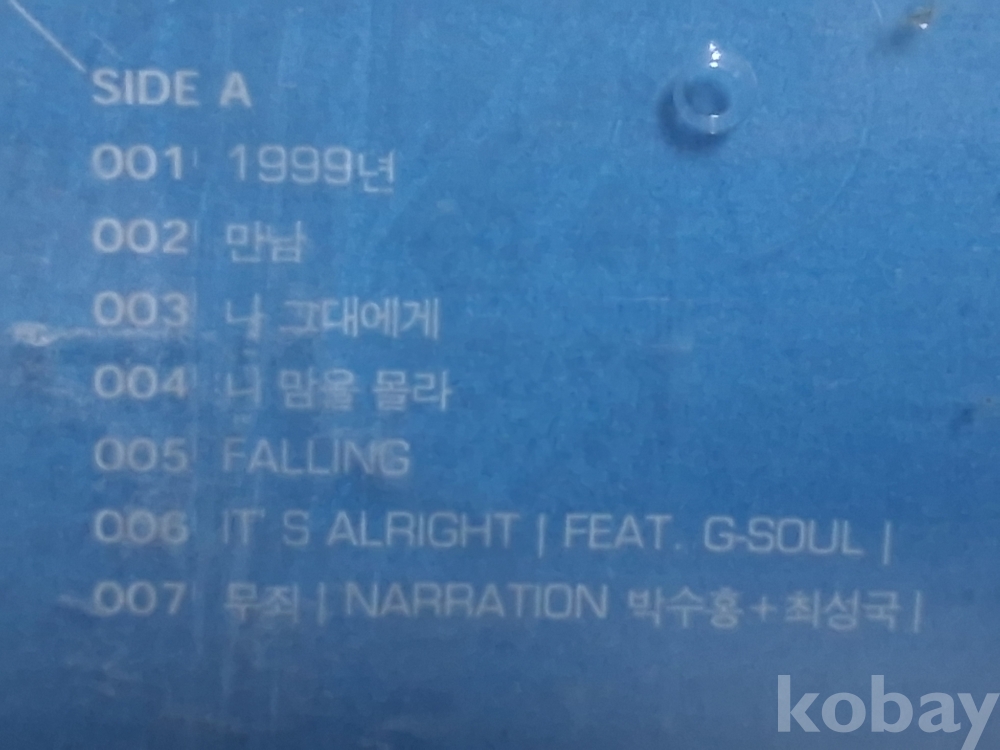 SIDE A
001 1999년
002 만남
003 나 그대에게
004 니 맘을 몰라
005 FALLING
006 IT'S ALRIGHT | FEAT. G-SOUL |
007 무죄 | NARRATION 박수홍+최성국 |
kobay